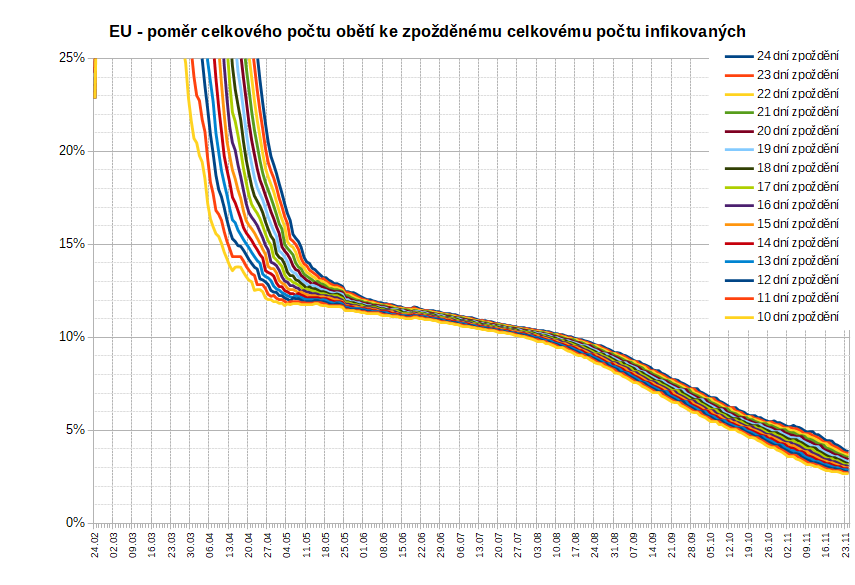 EU - poměr celkového počtu obětí ke zpožděnému celkovému počtu infikovaných
25%
20%
15%
10%
5%
0%
24 dní zpoždění
23 dní zpoždění
22 dní zpoždění
21 dní zpoždění
20 dní zpoždění
19 dní zpoždění
18 dní zpoždění
17 dní zpoždění
16 dní zpoždění
15 dní zpoždění
14 dní zpoždění
13 dní zpoždění
12 dní zpoždění
11 dní zpoždění
10 dní zpoždění
24.02
02.03
09.03
16.03
23.03
30.03
06.04
13.04
20.04
27.04
04.05
11.05
18.05
25.05
01.06
08.06
15.06
22.06
29.06
06.07
13.07
20.07
27.07
03.08
10.08
17.08
24.08
31.08
07.09
14.09
21.09
28.09
05.10
12.10
19.10
26.10
02.11
09.11
16.11
23.11